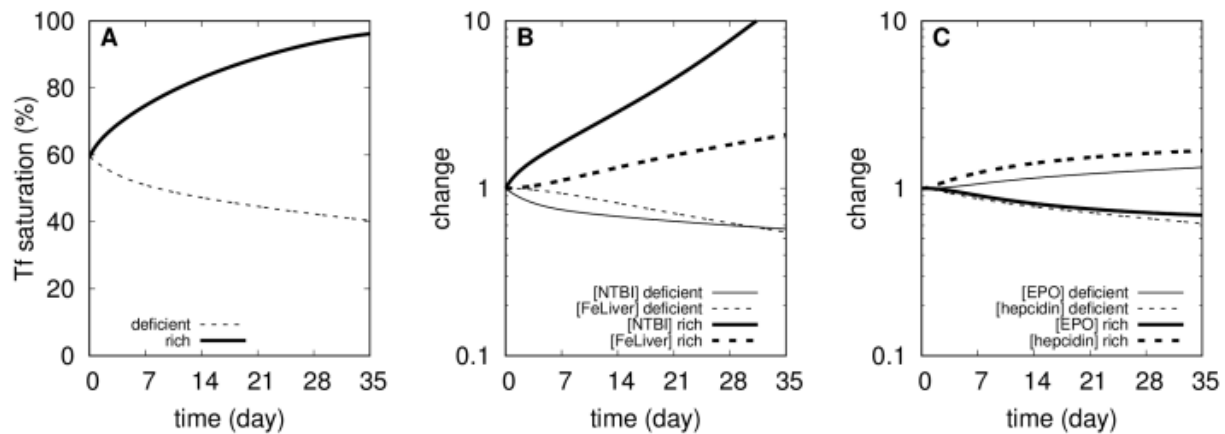 A
Tf saturation (%)
100
80
60
40
20
0
deficient
rich
0 7 14 21 28 35
time (day)
B
change
10
1
0.1
[NTBI] deficient
[FeLiver] deficient
[NTBI] rich
[FeLiver] rich
0 7 14 21 28 35
time (day)
C
change
10
1
0.1
[EPO] deficient
[hepcidin] deficient
[EPO] rich
[hepcidin] rich
0 7 14 21 28 35
time (day)